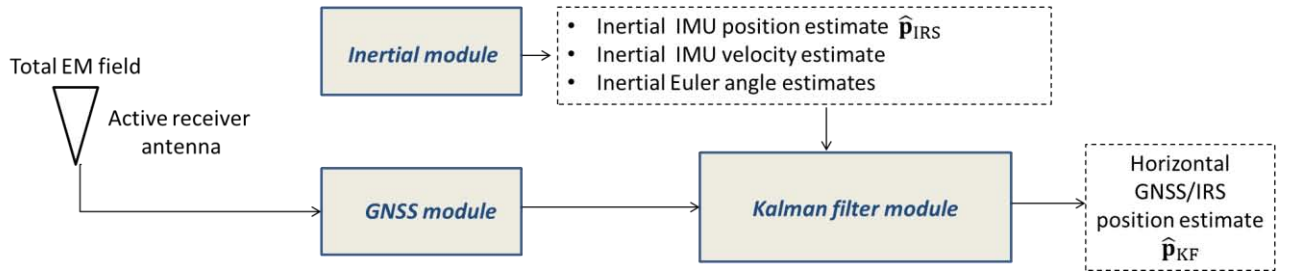 Total EM field
Active receiver
antenna
Inertial module
• Inertial IMU position estimate p̂IRS
• Inertial IMU velocity estimate
• Inertial Euler angle estimates
GNSS module
Kalman filter module
Horizontal
GNSS/IRS
position estimate
p̂KF